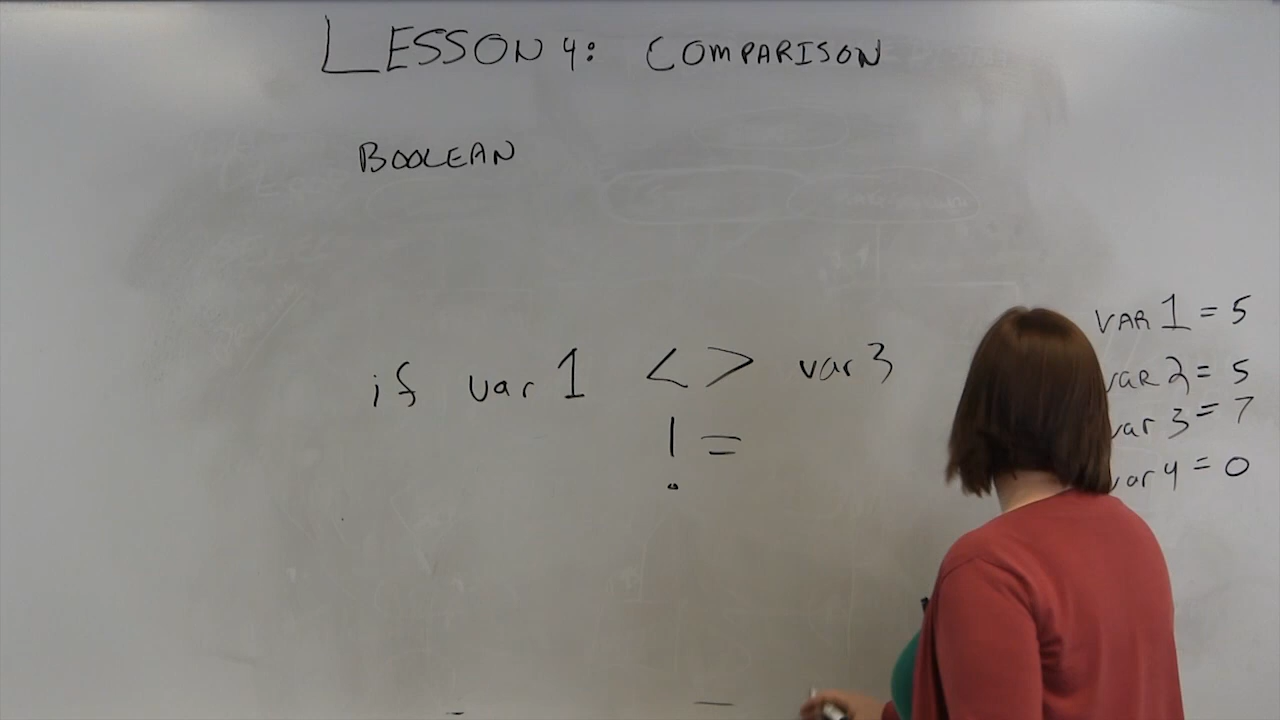 LESSON 4: COMPARISON
BOOLEAN
if var 1 < > var 3
! =
VAR 1 = 5
VAR 2 = 5
var 3 = 7
var 4 = 0